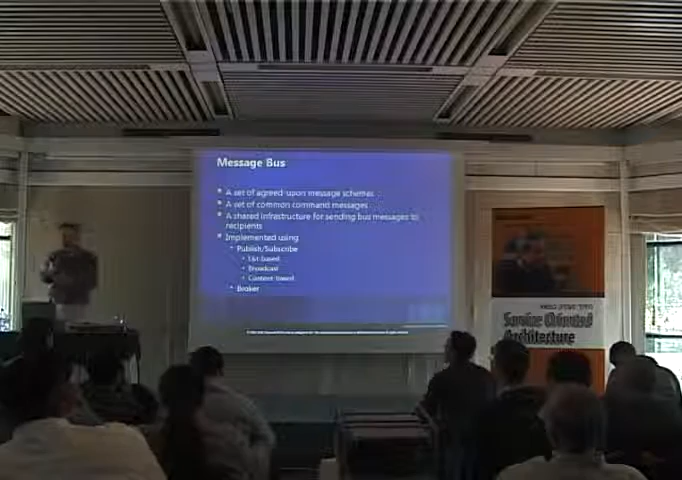 Message Bus
A set of agreed-upon message schemas
A set of common command messages
A shared infrastructure for sending bus messages to
recipients
Implemented using
Publish/Subscribe
List-based
Broadcast
Content-based
Broker
Service Oriented
Architecture